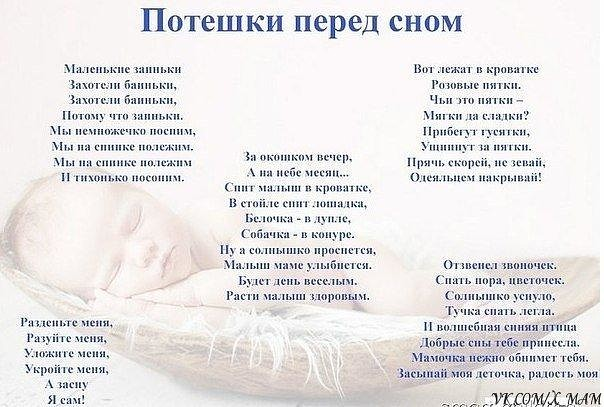 Потешки перед сном
Маленькие заиньки
Захотели баиньки,
Захотели баиньки,
Потому что заиньки.
Мы немножечко поспим,
Мы на спинке полежим.
Мы на спинке полежим
И тихонько посопим.
Вот лежат в кроватке
Розовые пятки.
Чьи это пятки –
Мягки да сладки?
Прибегут гусятки,
Ущипнут за пятки.
Прячь скорей, не зевай,
Одеяльцем накрывай!
За окошком вечер,
А на небе месяц...
Спит малыш в кроватке,
В стойле спит лошадка,
Белочка - в дупле,
Собачка - в конуре.
Ну а солнышко проснется,
Малыш маме улыбнется.
Будет день веселым.
Расти малыш здоровым.
Разденьте меня,
Разуйте меня,
Уложите меня,
Укройте меня,
А засну
Я сам!
Отзвенел звоночек.
Спать пора, цветочек.
Солнышко уснуло,
Тучка спать легла.
И волшебная синяя птица
Добрые сны тебе принесла.
Мамочка нежно обнимет тебя.
Засыпай моя деточка, радость моя
VK.COM/X_MAM